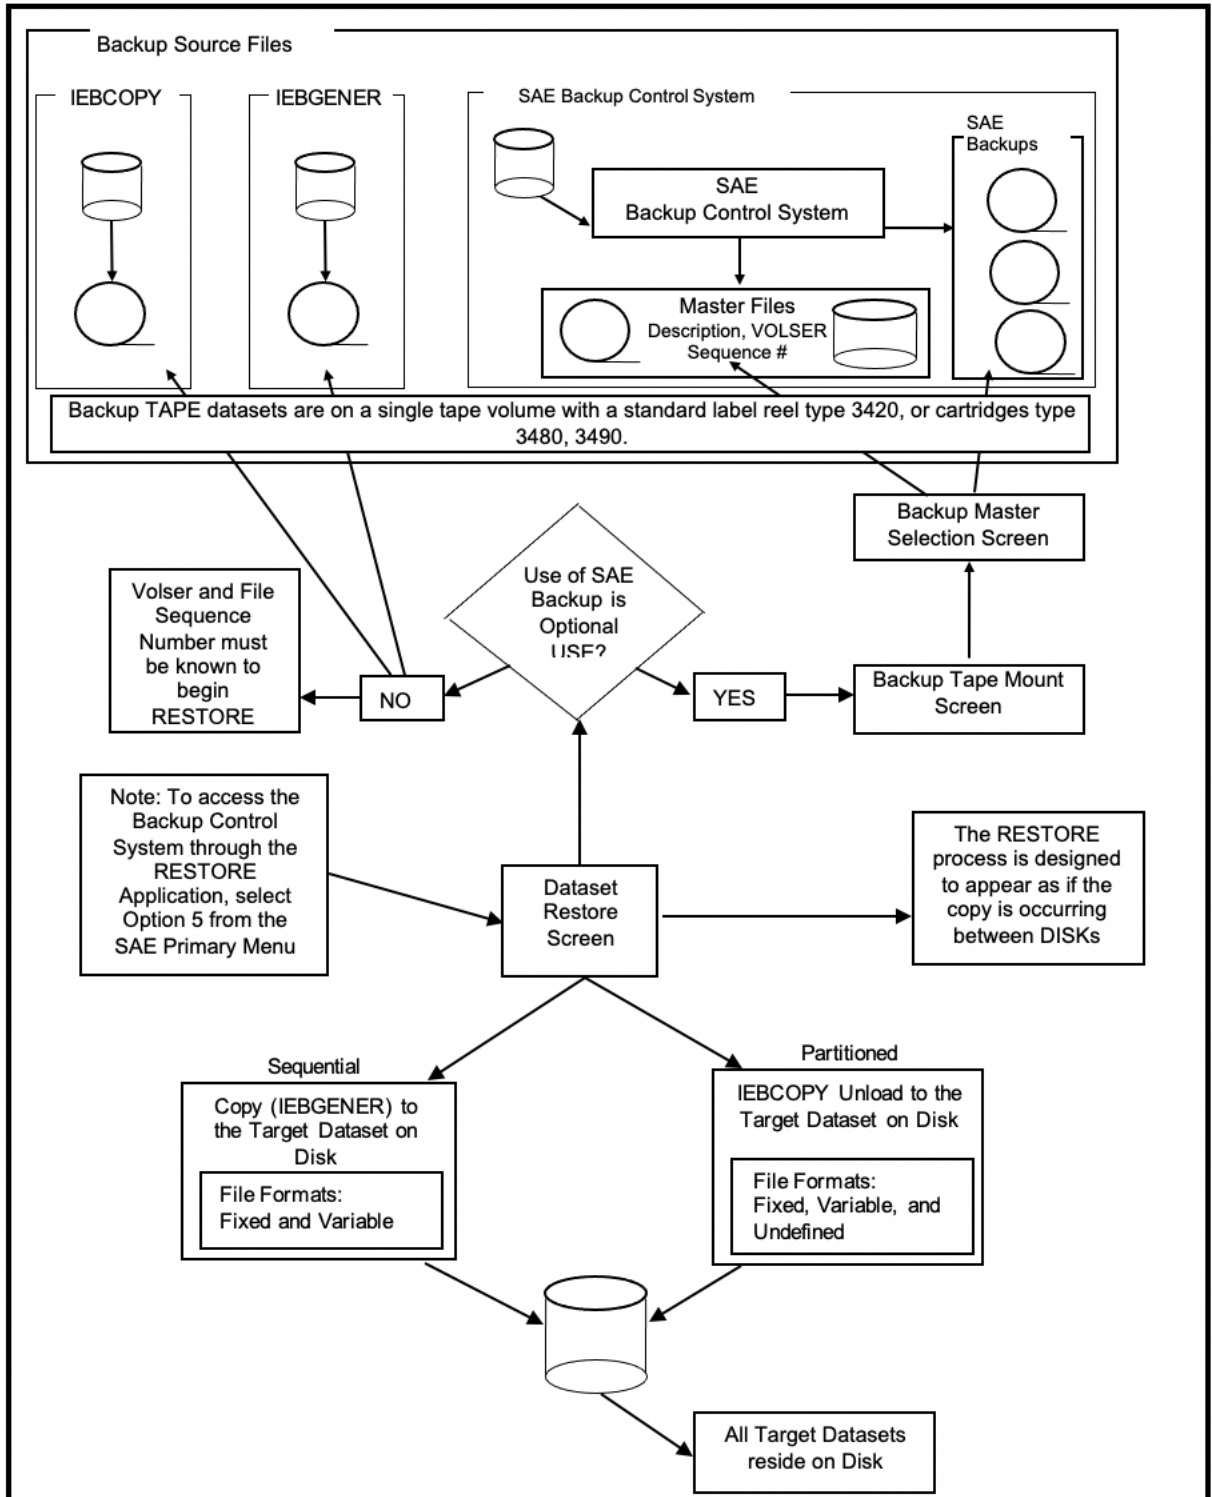 Backup Source Files
IEBCOPY
IEBGENER
SAE Backup Control System
SAE
Backups
SAE
Backup Control System
Master Files
Description, VOLSER
Sequence #
Backup TAPE datasets are on a single tape volume with a standard label reel type 3420, or cartridges type
3480, 3490.
Backup Master
Selection Screen
Use of SAE
Backup is
Optional
USE?
Volser and File
Sequence
Number must
be known to
begin
RESTORE
NO
YES
Backup Tape Mount
Screen
Note: To access the
Backup Control
System through the
RESTORE
Application, select
Option 5 from the
SAE Primary Menu
Dataset
Restore
Screen
The RESTORE
process is designed
to appear as if the
copy is occurring
between DISKs
Sequential
Copy (IEBGENER) to
the Target Dataset on
Disk
File Formats:
Fixed and Variable
Partitioned
IEBCOPY Unload to the
Target Dataset on Disk
File Formats:
Fixed, Variable, and
Undefined
All Target Datasets
reside on Disk